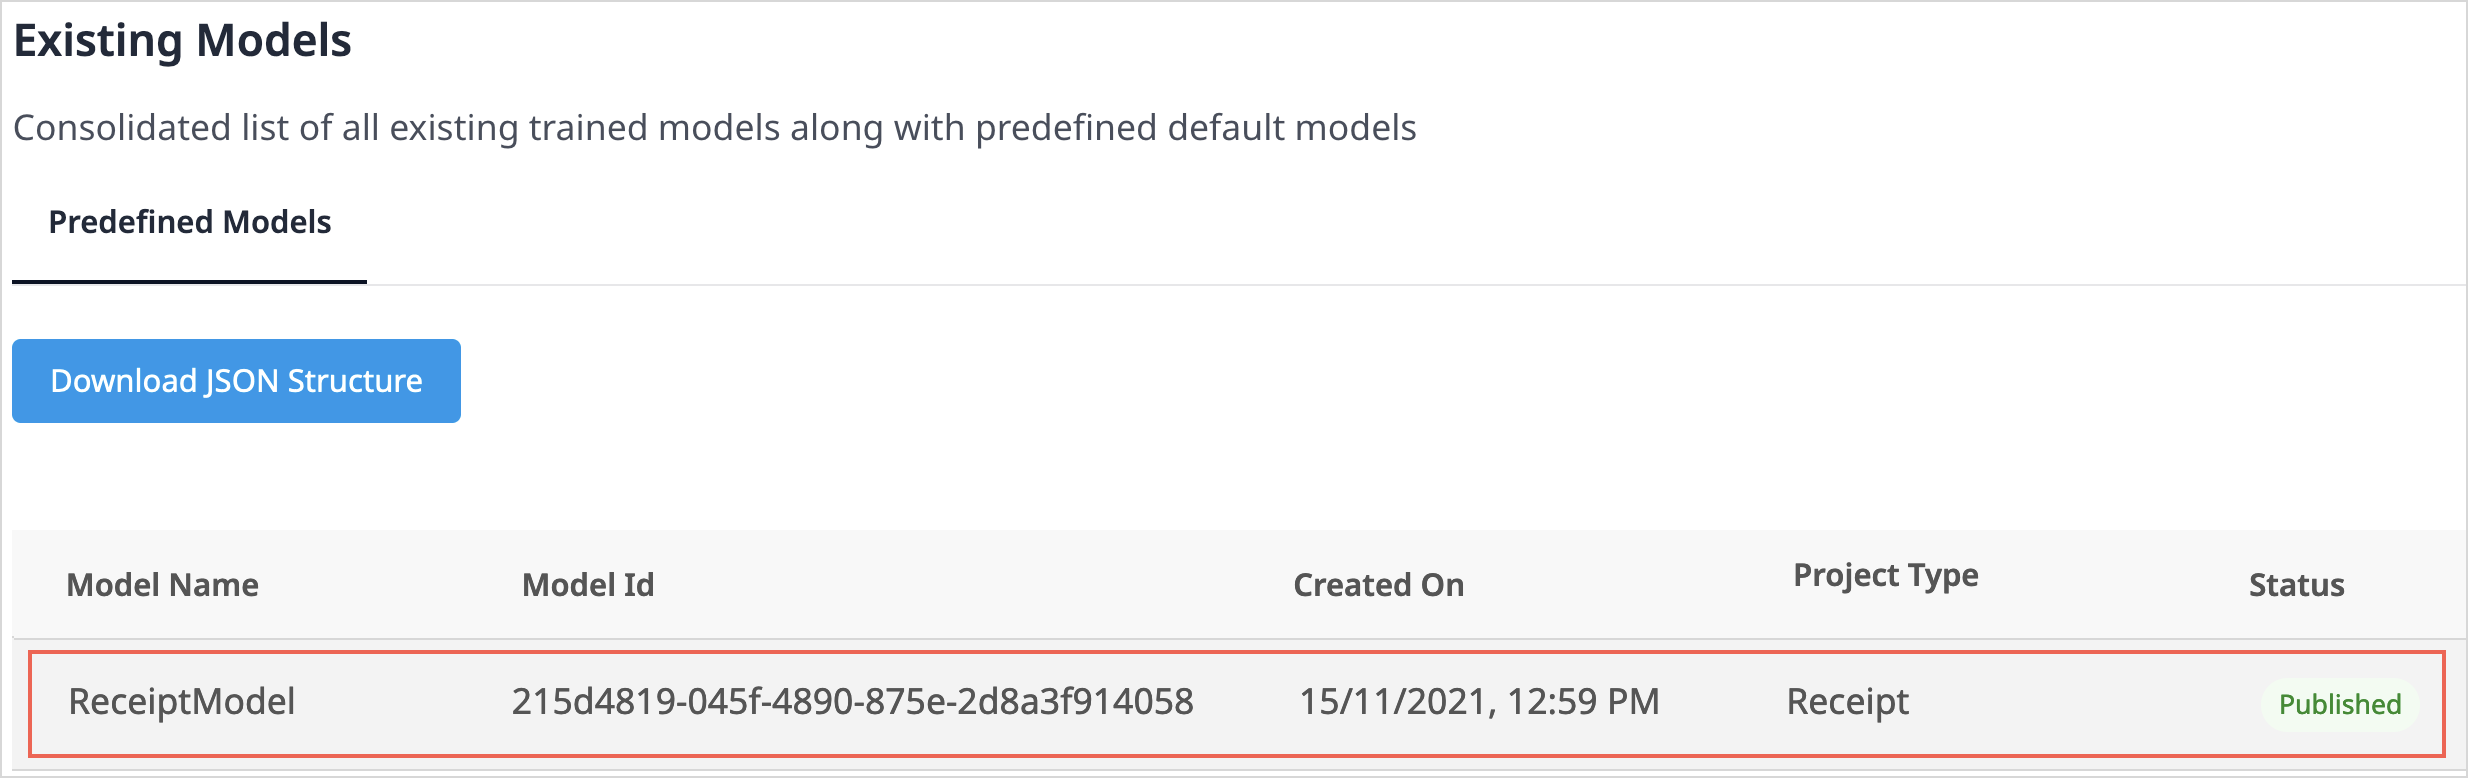 Existing Models
Consolidated list of all existing trained models along with predefined default models
Predefined Models
Download JSON Structure
Model Name Model Id Created On Project Type Status
ReceiptModel 215d4819-045f-4890-875e-2d8a3f914058 15/11/2021, 12:59 PM Receipt Published